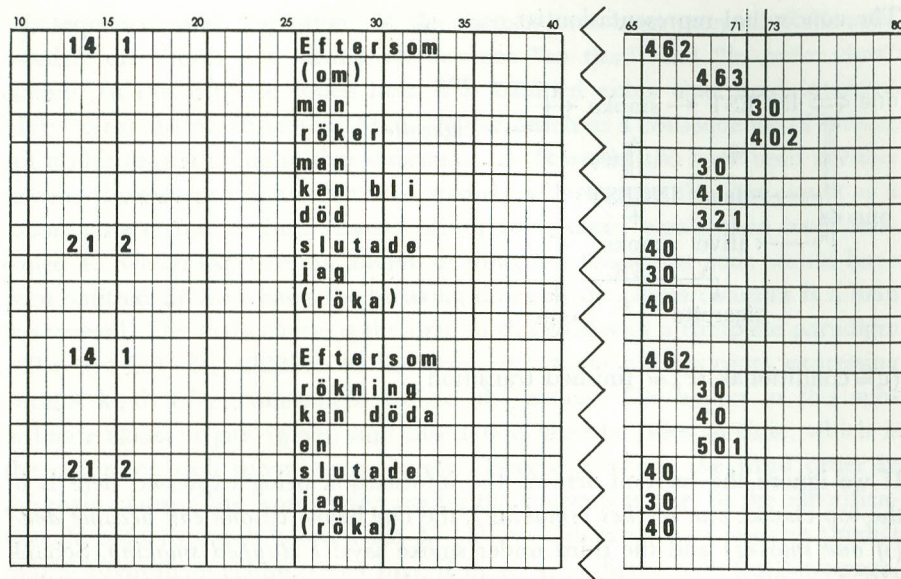 10 15 20 25 30 35 40 65 71 73 80
14 1 Eftersom 462
(om) 463
man 30
röker 402
man 30
kan bli 41
död 321
21 2 slutade 40
jag 30
(röka) 40
14 1 Eftersom 462
rökning 30
kan döda 40
en 501
21 2 slutade 40
jag 30
(röka) 40